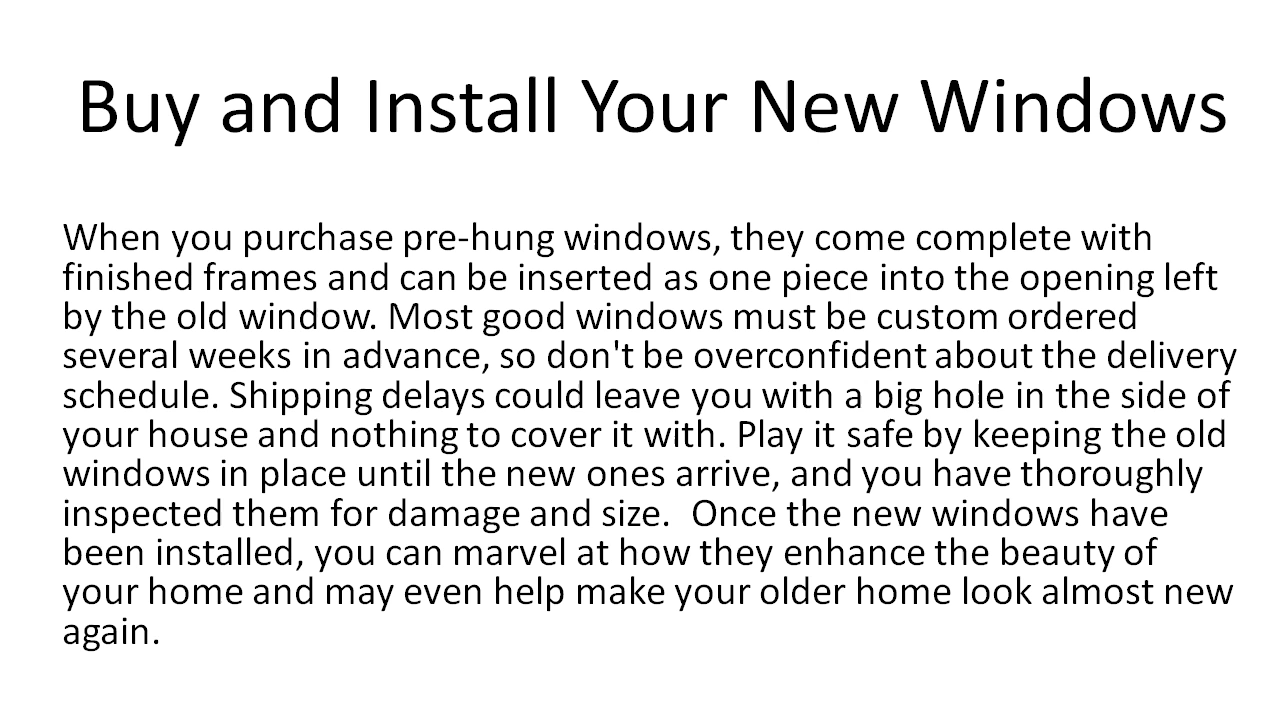 Buy and Install Your New Windows
When you purchase pre-hung windows, they come complete with
finished frames and can be inserted as one piece into the opening left
by the old window. Most good windows must be custom ordered
several weeks in advance, so don't be overconfident about the delivery
schedule. Shipping delays could leave you with a big hole in the side of
your house and nothing to cover it with. Play it safe by keeping the old
windows in place until the new ones arrive, and you have thoroughly
inspected them for damage and size.  Once the new windows have
been installed, you can marvel at how they enhance the beauty of
your home and may even help make your older home look almost new
again.